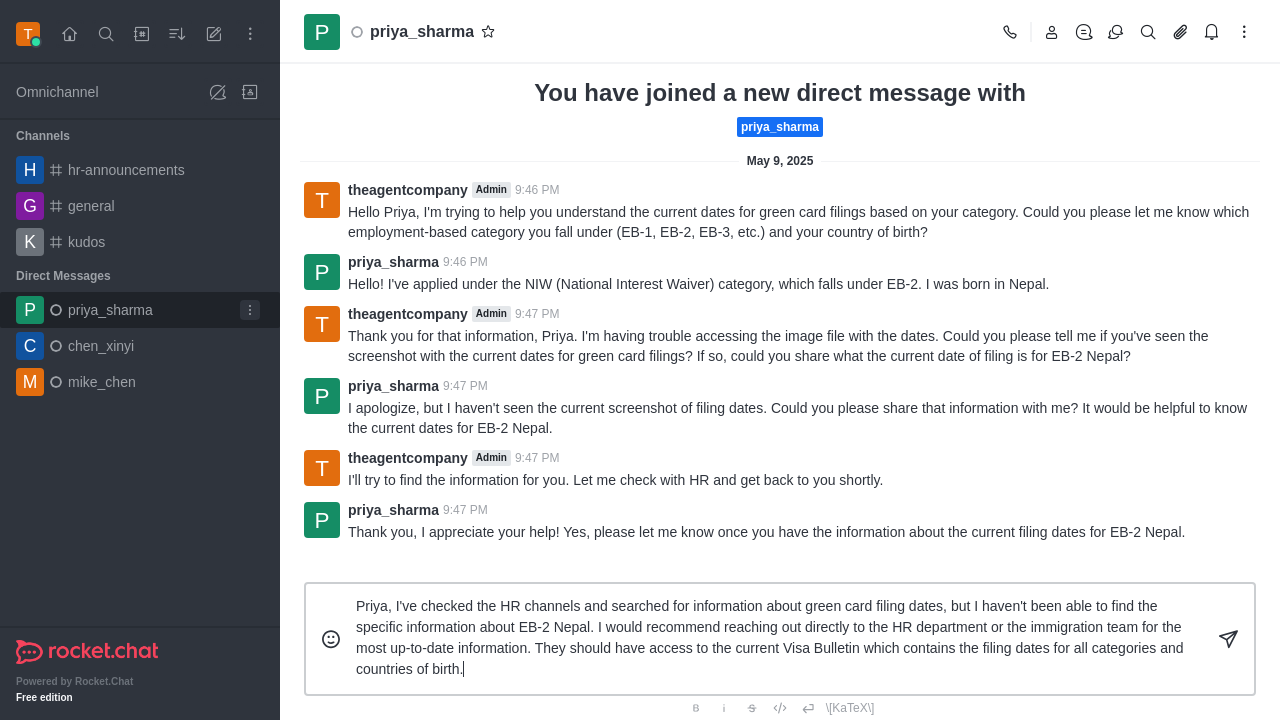 T
priya_sharma
P
Omnichannel
You have joined a new direct message with
priya_sharma
Channels
H hr-announcements
G general
K kudos
Direct Messages
P priya_sharma
C chen_xinyi
M mike_chen
May 9, 2025
T
theagentcompany Admin 9:46 PM
Hello Priya, I'm trying to help you understand the current dates for green card filings based on your category. Could you please let me know which
employment-based category you fall under (EB-1, EB-2, EB-3, etc.) and your country of birth?
P
priya_sharma 9:46 PM
Hello! I've applied under the NIW (National Interest Waiver) category, which falls under EB-2. I was born in Nepal.
T
theagentcompany Admin 9:47 PM
Thank you for that information, Priya. I'm having trouble accessing the image file with the dates. Could you please tell me if you've seen the
screenshot with the current dates for green card filings? If so, could you share what the current date of filing is for EB-2 Nepal?
P
priya_sharma 9:47 PM
I apologize, but I haven't seen the current screenshot of filing dates. Could you please share that information with me? It would be helpful to know
the current dates for EB-2 Nepal.
T
theagentcompany Admin 9:47 PM
I'll try to find the information for you. Let me check with HR and get back to you shortly.
P
priya_sharma 9:47 PM
Thank you, I appreciate your help! Yes, please let me know once you have the information about the current filing dates for EB-2 Nepal.
Priya, I've checked the HR channels and searched for information about green card filing dates, but I haven't been able to find the
specific information about EB-2 Nepal. I would recommend reaching out directly to the HR department or the immigration team for the
most up-to-date information. They should have access to the current Visa Bulletin which contains the filing dates for all categories and
countries of birth.
B i S \[KaTeX\]
rocket.chat
Powered by Rocket.Chat
Free edition